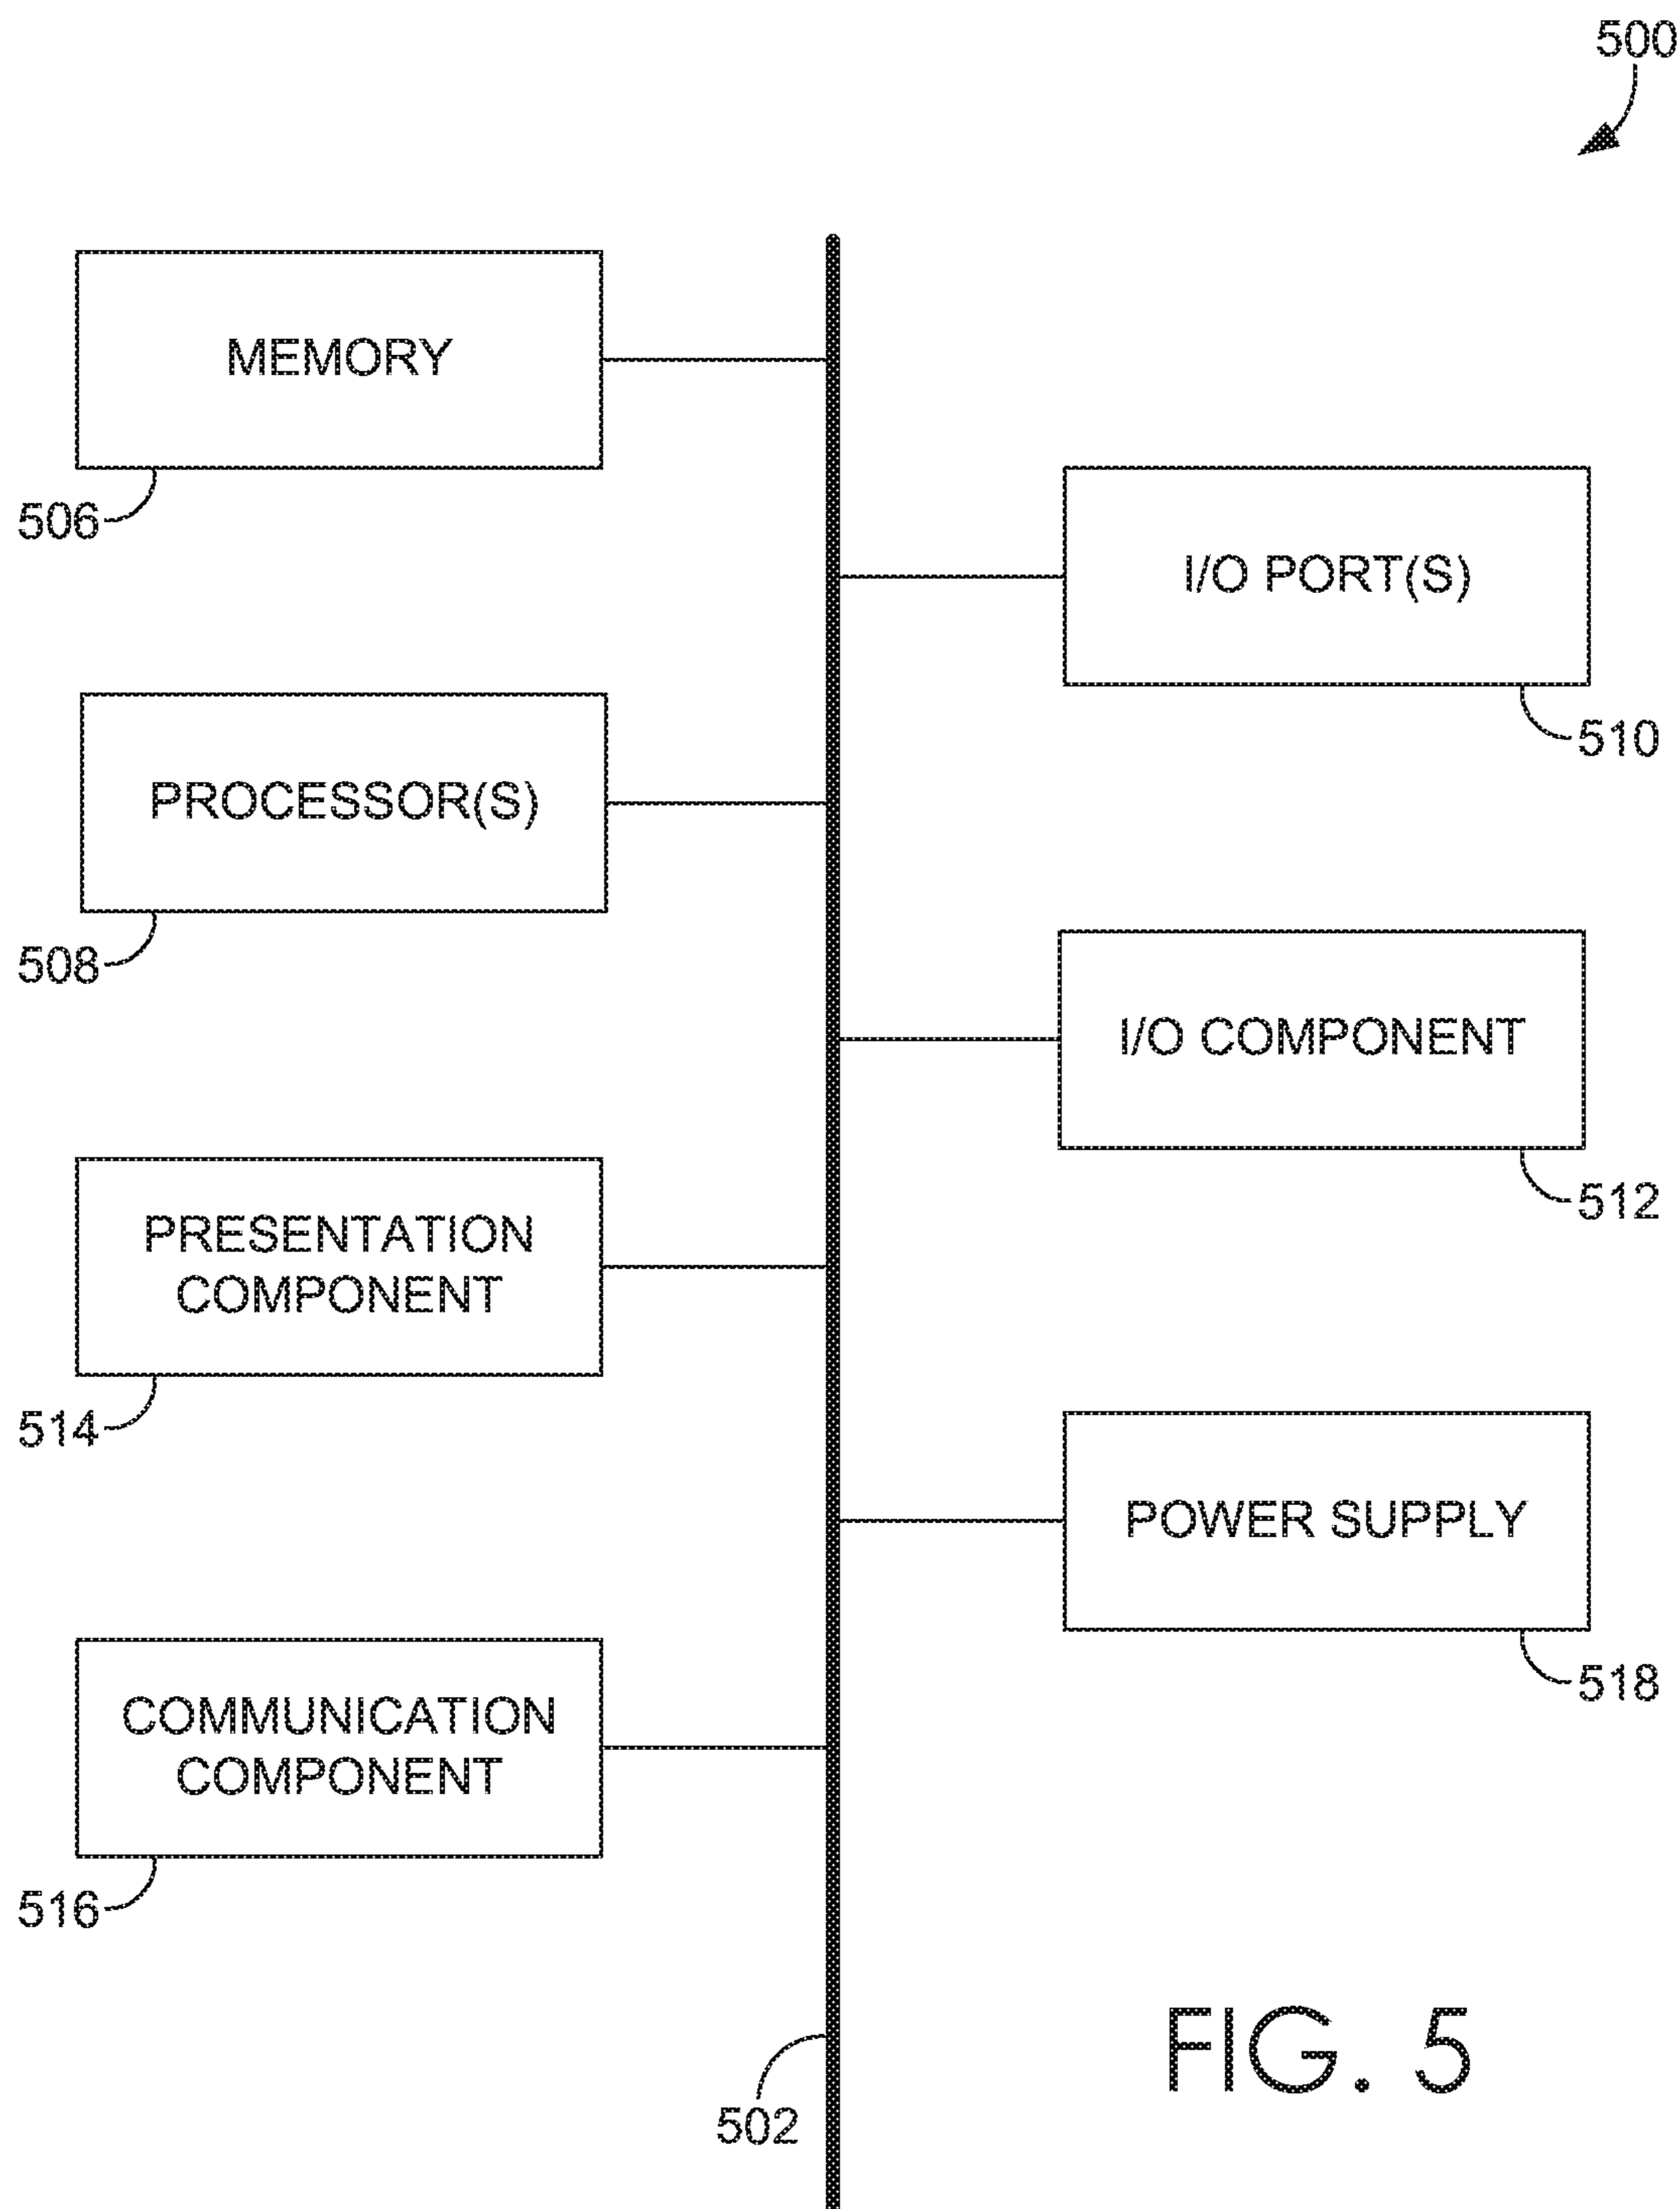 500
MEMORY
506
I/O PORT(S)
510
PROCESSOR(S)
508
I/O COMPONENT
512
PRESENTATION
COMPONENT
514
POWER SUPPLY
518
COMMUNICATION
COMPONENT
516
502
FIG. 5